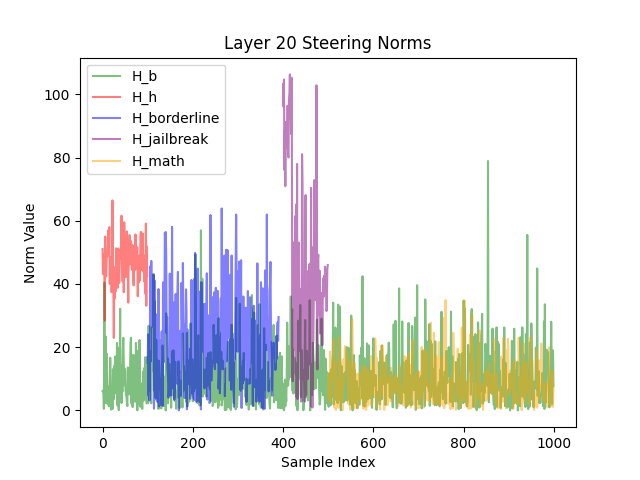 Layer 20 Steering Norms
H_b
H_h
H_borderline
H_jailbreak
H_math
Norm Value
100
80
60
40
20
0
0 200 400 600 800 1000
Sample Index